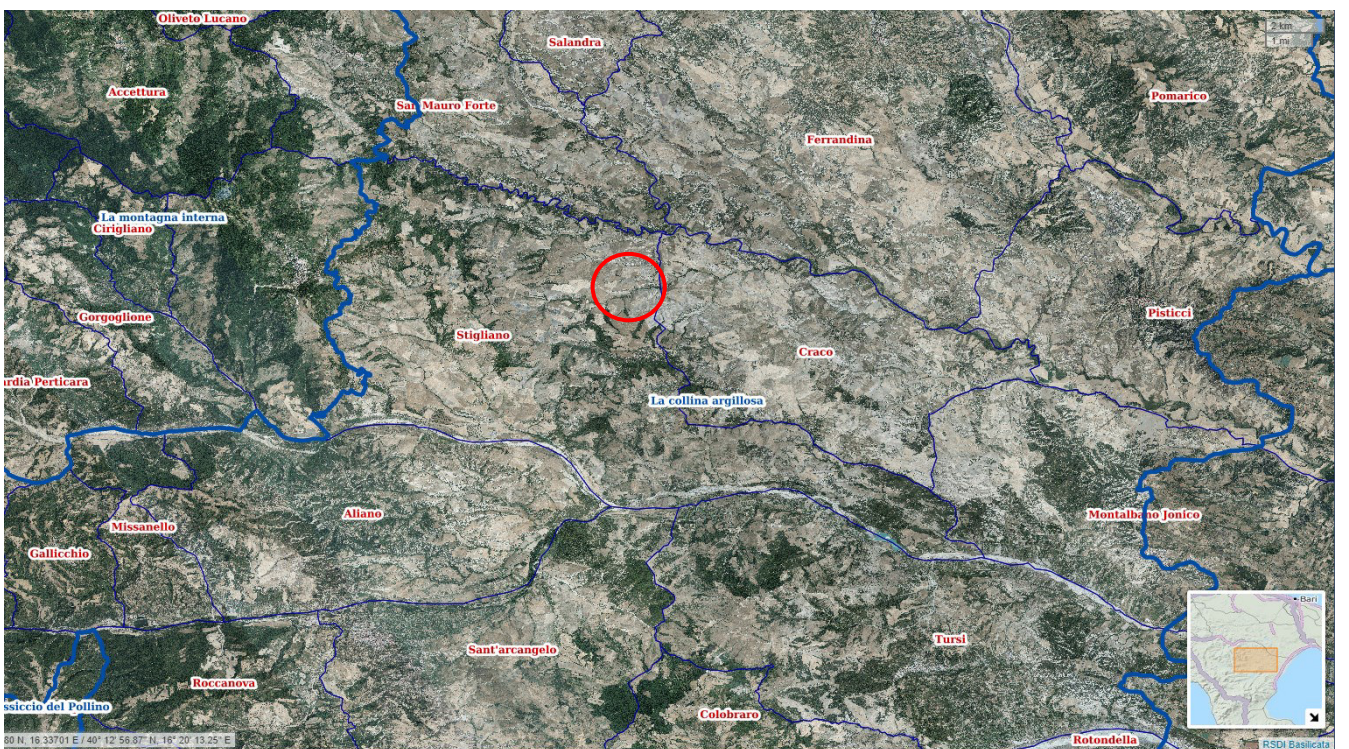 Oliveto Lucano
2 km
1 mi
Salandra
Accettura
Pomarico
San Mauro Forte
Ferrandina
La montagna interna
Cirigliano
Gorgoglione
Pisticci
Stigliano
Craco
ardia Perticara
La collina argillosa
Aliano
Montalbano Jonico
Missanello
Gallicchio
Bari
Tursi
Sant'arcangelo
Roccanova
ssiccio del Pollino
Colobraro
Rotondella
80 N, 16.33701 E / 40° 12' 56.87" N, 16° 20' 13.25" E
RSDI Basilicata